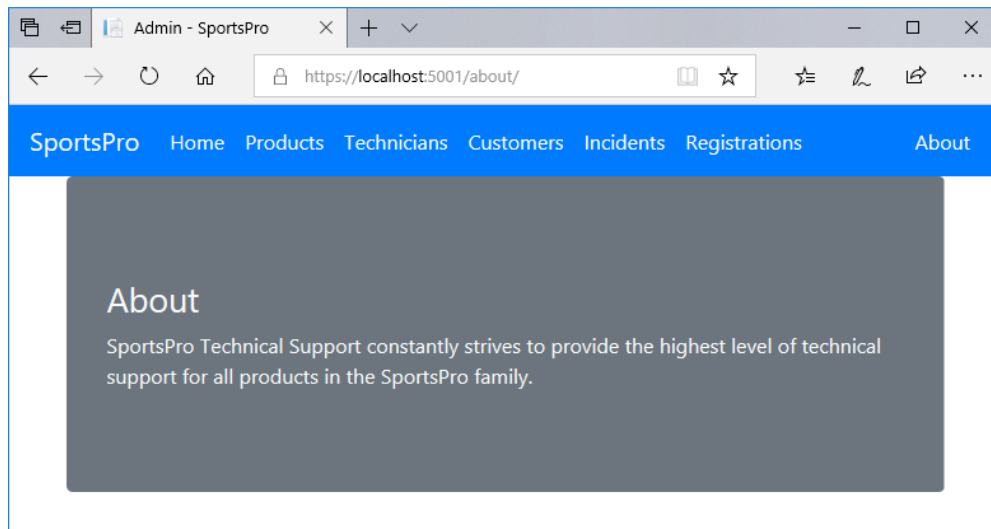 Admin - SportsPro
https://localhost:5001/about/
SportsPro Home Products Technicians Customers Incidents Registrations About
About
SportsPro Technical Support constantly strives to provide the highest level of technical
support for all products in the SportsPro family.